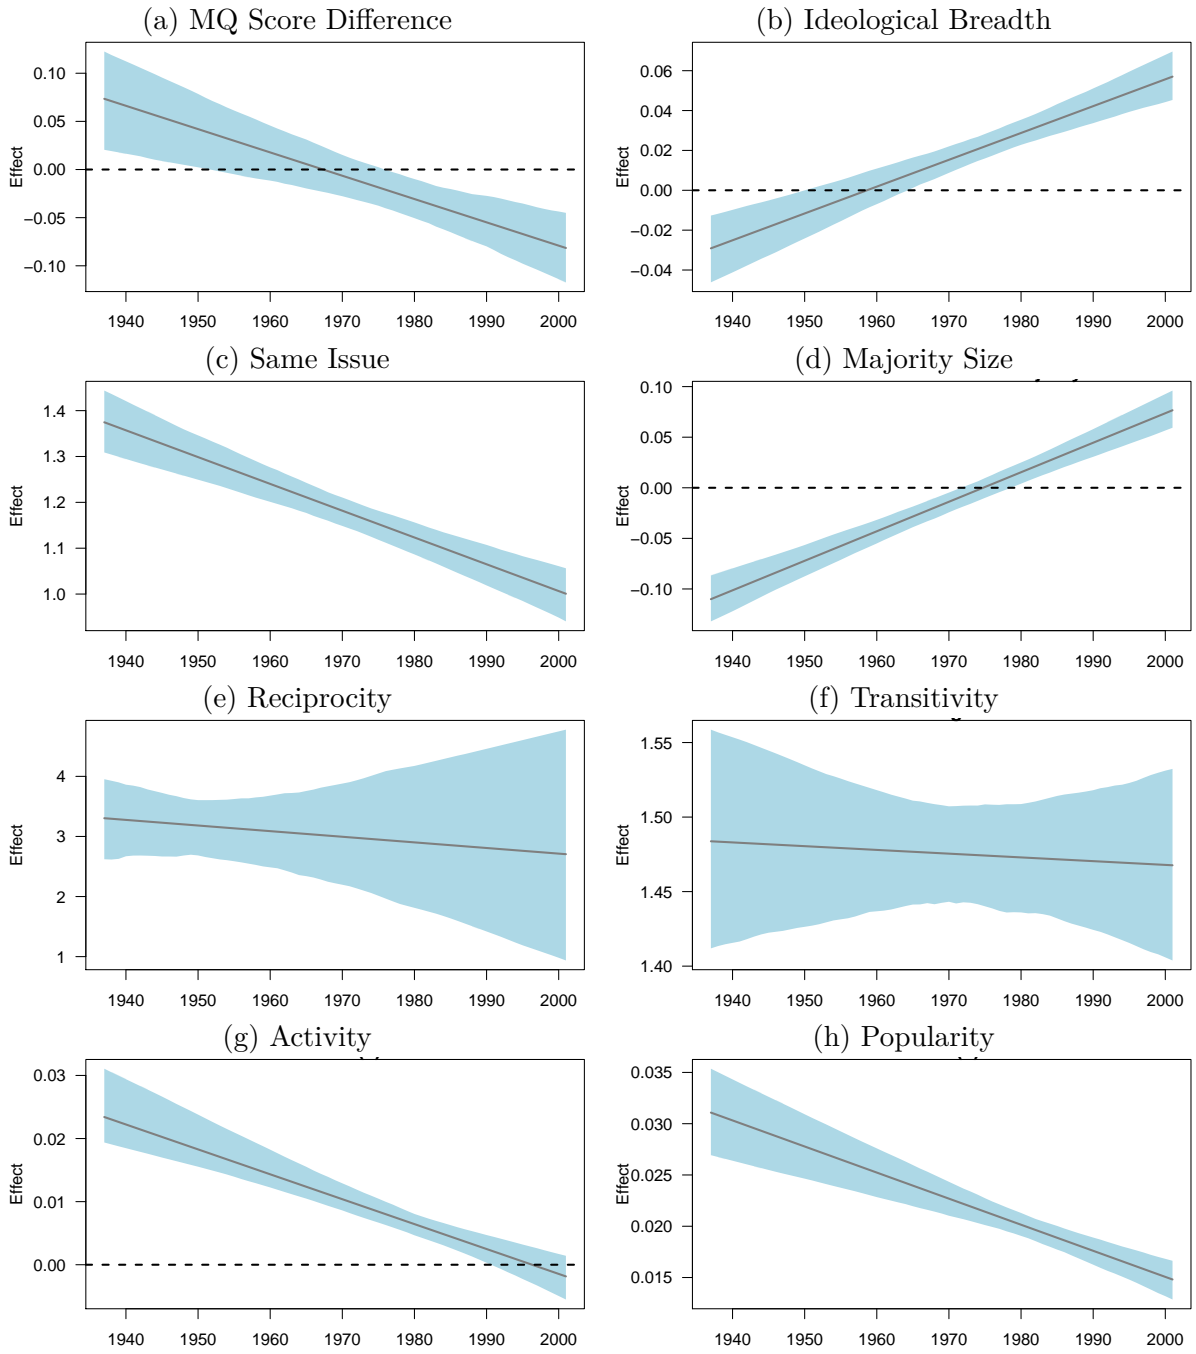 (a) MQ Score Difference
Effect
0.10
0.05
0.00
−0.05
−0.10
1940 1950 1960 1970 1980 1990 2000
(b) Ideological Breadth
Effect
0.06
0.04
0.02
0.00
−0.02
−0.04
1940 1950 1960 1970 1980 1990 2000
(c) Same Issue
Effect
1.4
1.3
1.2
1.1
1.0
1940 1950 1960 1970 1980 1990 2000
(d) Majority Size
Effect
0.10
0.05
0.00
−0.05
−0.10
1940 1950 1960 1970 1980 1990 2000
(e) Reciprocity
Effect
4
3
2
1
1940 1950 1960 1970 1980 1990 2000
(f) Transitivity
Effect
1.55
1.50
1.45
1.40
1940 1950 1960 1970 1980 1990 2000
(g) Activity
Effect
0.03
0.02
0.01
0.00
1940 1950 1960 1970 1980 1990 2000
(h) Popularity
Effect
0.035
0.030
0.025
0.020
0.015
1940 1950 1960 1970 1980 1990 2000